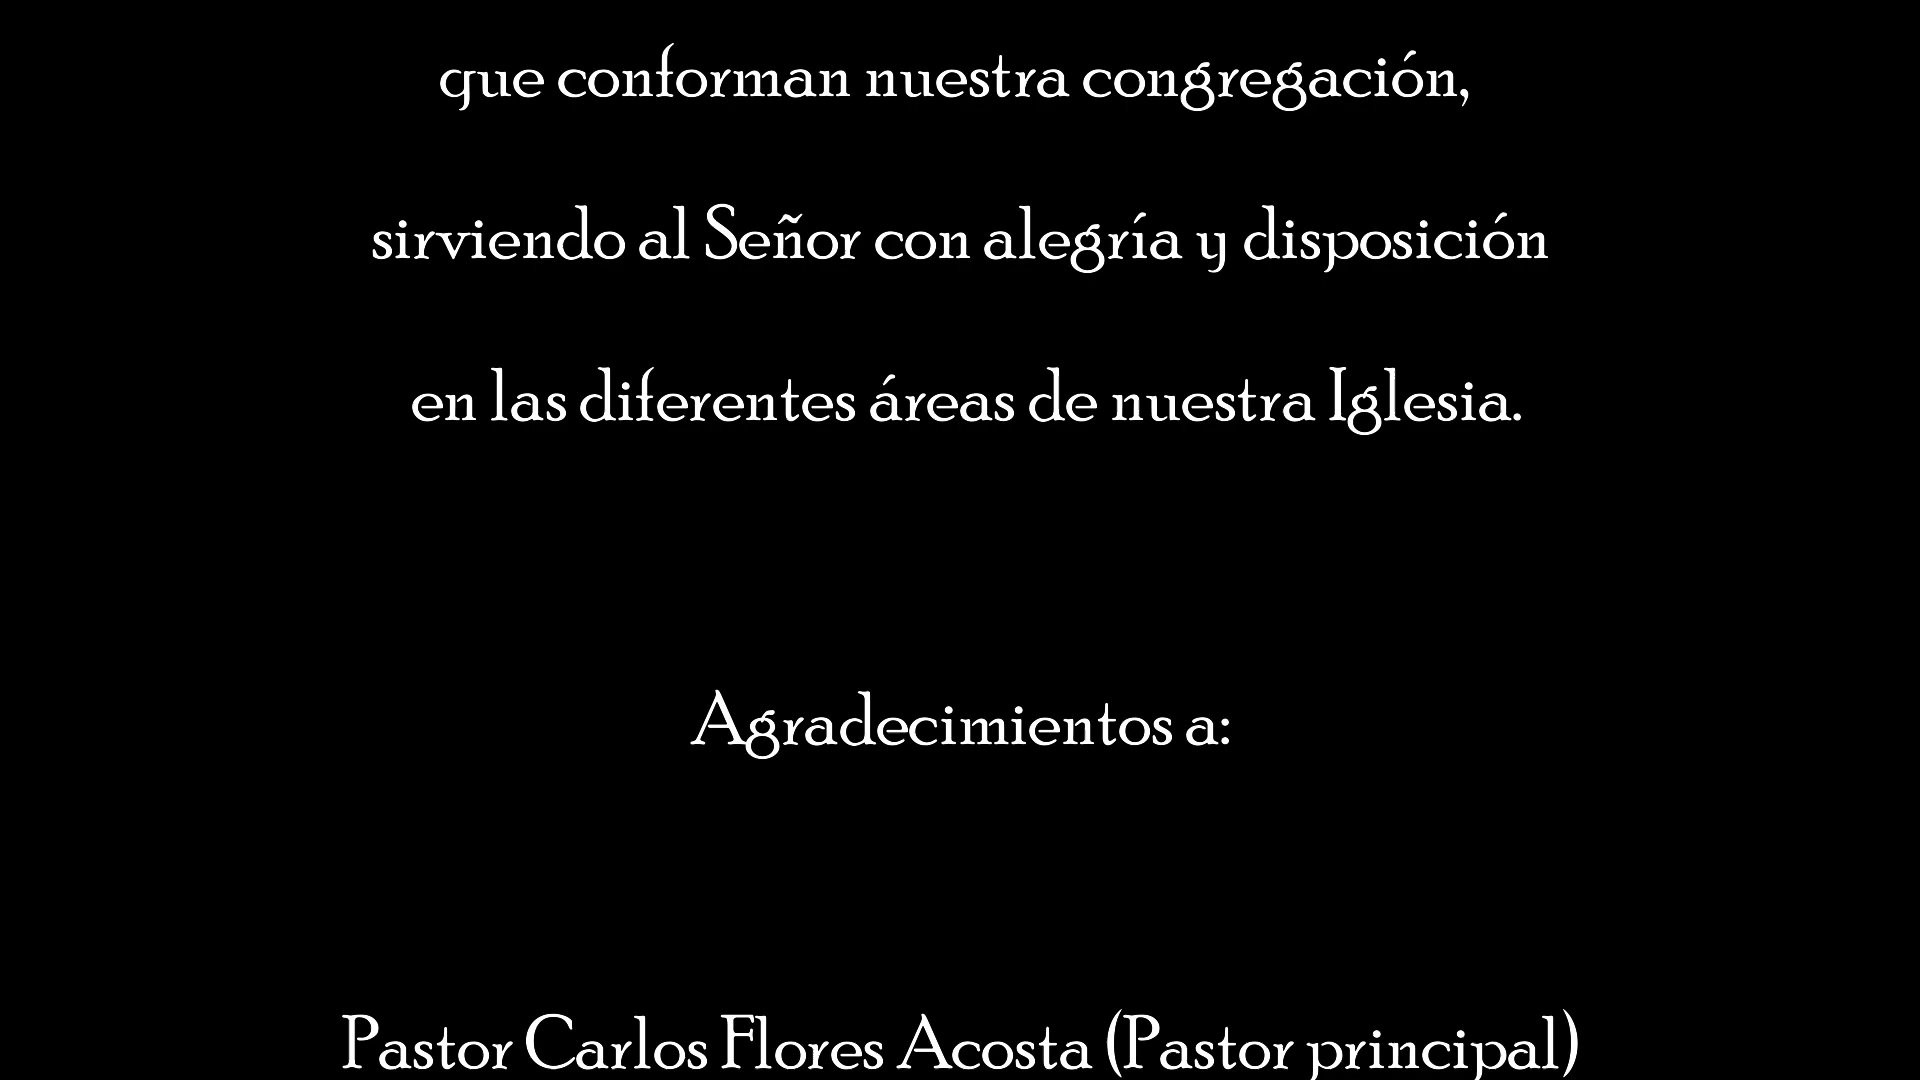 que conforman nuestra congregación,
sirviendo al Señor con alegría y disposición
en las diferentes áreas de nuestra Iglesia.
Agradecimientos a:
Pastor Carlos Flores Acosta (Pastor principal)